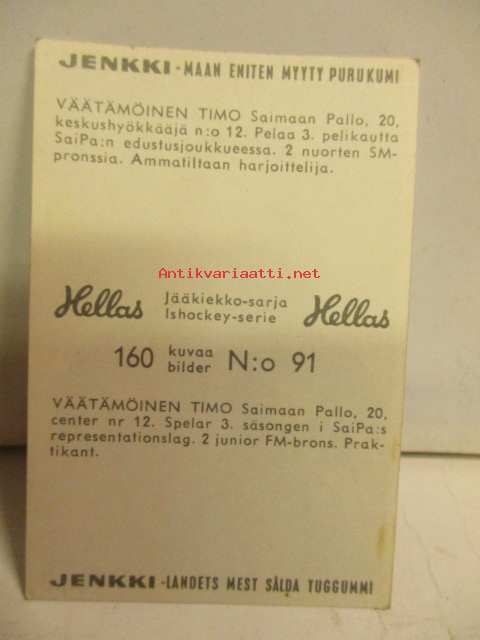 JENKKI - MAAN ENITEN MYYTY PURUKUMI
VÄÄTÄMÖINEN TIMO Saimaan Pallo, 20,
keskushyökkääjä n:o 12. Pelaa 3. pelikautta
SaiPa:n edustusjoukkueessa. 2 nuorten SM-
pronssia. Ammatiltaan harjoittelija.
Antikvariaatti.net
Hellas Jääkiekko-sarja Hellas
Ishockey-serie
160 kuvaa N:o 91
bilder
VÄÄTÄMÖINEN TIMO Saimaan Pallo, 20,
center nr 12. Spelar 3. säsongen i SaiPa:s
representationslag. 2 junior FM-brons. Prak-
tikant.
JENKKI - LANDETS MEST SÅLDA TUGGUMMI